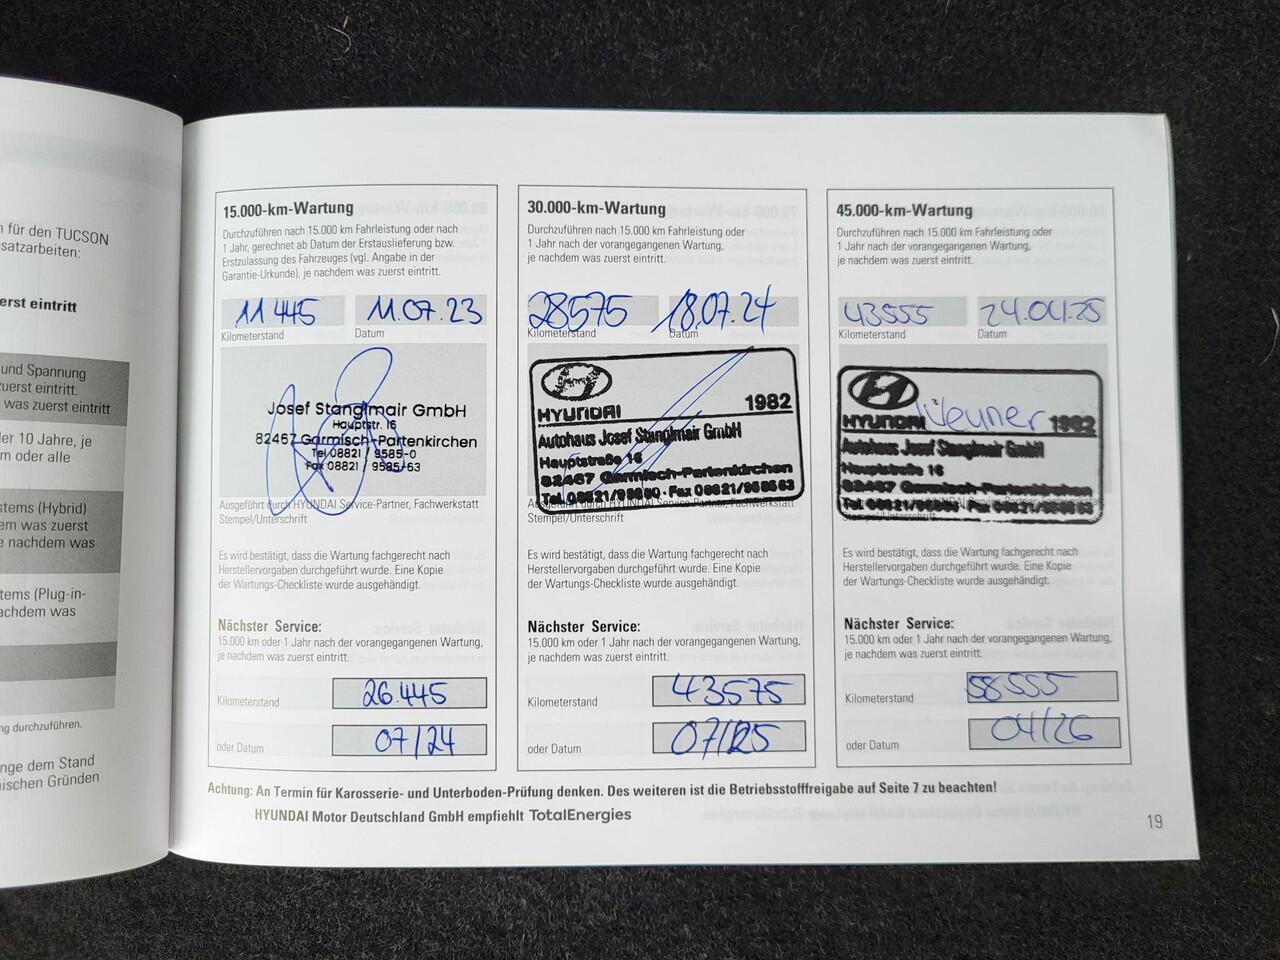 n für den TUCSON
satzarbeiten:
erst eintritt
und Spannung
zuerst eintritt.
was zuerst eintritt
er 10 Jahre, je
m oder alle
stems (Hybrid)
em was zuerst
e nachdem was
tems (Plug-in-
achdem was
ng durchzuführen.
nge dem Stand
nischen Gründen
15.000-km-Wartung
Durchzuführen nach 15.000 km Fahrleistung oder nach
1 Jahr, gerechnet ab Datum der Erstauslieferung bzw.
Erstzulassung des Fahrzeuges (vgl. Angabe in der
Garantie-Urkunde), je nachdem was zuerst eintritt.
11445 11.07.23
Kilometerstand Datum
Josef Stanglmair GmbH
Hauptstr. 16
82467 Garmisch-Partenkirchen
Tel 08821 / 9585-0
Fax 08821 / 9585-63
Ausgeführt durch HYUNDAI Service-Partner, Fachwerkstatt
Stempel/Unterschrift
Es wird bestätigt, dass die Wartung fachgerecht nach
Herstellervorgaben durchgeführt wurde. Eine Kopie
der Wartungs-Checkliste wurde ausgehändigt.
Nächster Service:
15.000 km oder 1 Jahr nach der vorangegangenen Wartung,
je nachdem was zuerst eintritt.
Kilometerstand 26.445
oder Datum 07/24
30.000-km-Wartung
Durchzuführen nach 15.000 km Fahrleistung oder
1 Jahr nach der vorangegangenen Wartung,
je nachdem was zuerst eintritt.
28575 18.07.24
Kilometerstand Datum
HYUNDAI 1982
Autohaus Josef Stanglmair GmbH
Hauptstraße 16
82467 Garmisch-Partenkirchen
Ausgeführt durch HYUNDAI Service-Partner, Fachwerkstatt
Stempel/Unterschrift
Es wird bestätigt, dass die Wartung fachgerecht nach
Herstellervorgaben durchgeführt wurde. Eine Kopie
der Wartungs-Checkliste wurde ausgehändigt.
Nächster Service:
15.000 km oder 1 Jahr nach der vorangegangenen Wartung,
je nachdem was zuerst eintritt.
Kilometerstand 43575
oder Datum 07/25
45.000-km-Wartung
Durchzuführen nach 15.000 km Fahrleistung oder
1 Jahr nach der vorangegangenen Wartung,
je nachdem was zuerst eintritt.
43555 24.04.25
Kilometerstand Datum
HYUNDAI 1982
Autohaus Josef Stanglmair GmbH
Hauptstraße 16
82467 Garmisch-Partenkirchen
Stempel/Unterschrift
Es wird bestätigt, dass die Wartung fachgerecht nach
Herstellervorgaben durchgeführt wurde. Eine Kopie
der Wartungs-Checkliste wurde ausgehändigt.
Nächster Service:
15.000 km oder 1 Jahr nach der vorangegangenen Wartung,
je nachdem was zuerst eintritt.
Kilometerstand 58555
oder Datum 04/26
Achtung: An Termin für Karosserie- und Unterboden-Prüfung denken. Des weiteren ist die Betriebsstofffreigabe auf Seite 7 zu beachten!
HYUNDAI Motor Deutschland GmbH empfiehlt TotalEnergies
19